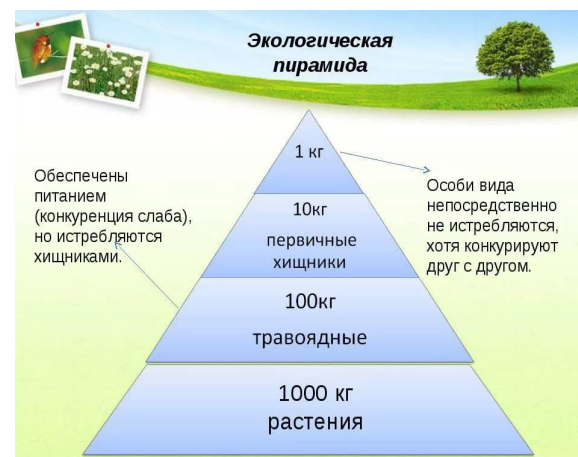 Экологическая
пирамида
1 кг
Обеспечены
питанием
(конкуренция слаба),
но истребляются
хищниками.
Особи вида
непосредственно
не истребляются,
хотя конкурируют
друг с другом.
10кг
первичные
хищники
100кг
травоядные
1000 кг
растения